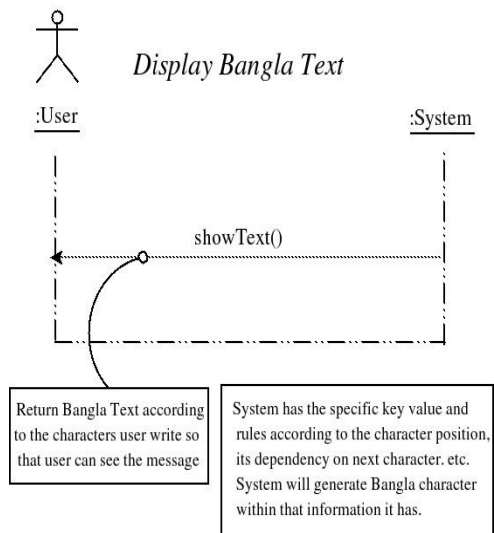 Display Bangla Text
:User
:System
showText()
Return Bangla Text according
to the characters user write so
that user can see the message
System has the specific key value and
rules according to the character position,
its dependency on next character. etc.
System will generate Bangla character
within that information it has.